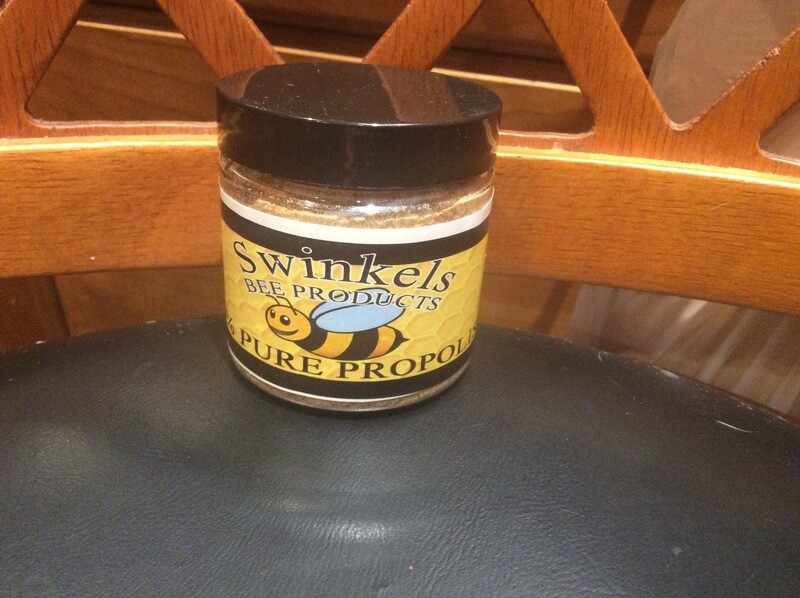 Swinkels
BEE PRODUCTS
% PURE PROPOLIS